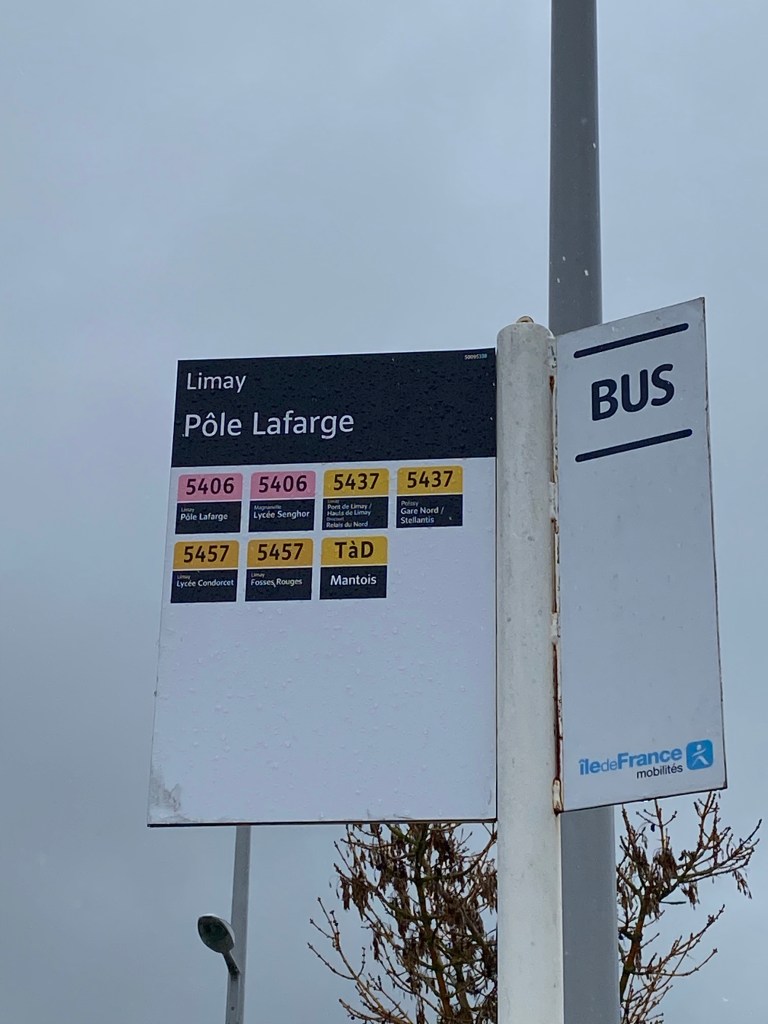 Limay
Pôle Lafarge
5406
Limay
Pôle Lafarge
5406
Magnanville
Lycée Senghor
5437
Limay
Pont de Limay /
Hauts de Limay
Drocourt
Relais du Nord
5437
Poissy
Gare Nord /
Stellantis
5457
Limay
Lycée Condorcet
5457
Limay
Fosses Rouges
TàD
Mantois
BUS
îledeFrance
mobilités